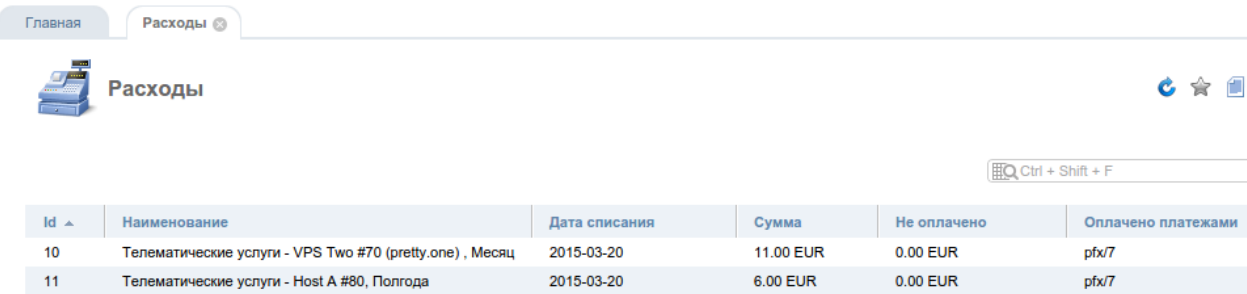 Главная Расходы
Расходы
Ctrl + Shift + F
Id Наименование Дата списания Сумма Не оплачено Оплачено платежами
10 Телематические услуги - VPS Two #70 (pretty.one) , Месяц 2015-03-20 11.00 EUR 0.00 EUR pfx/7
11 Телематические услуги - Host A #80, Полгода 2015-03-20 6.00 EUR 0.00 EUR pfx/7